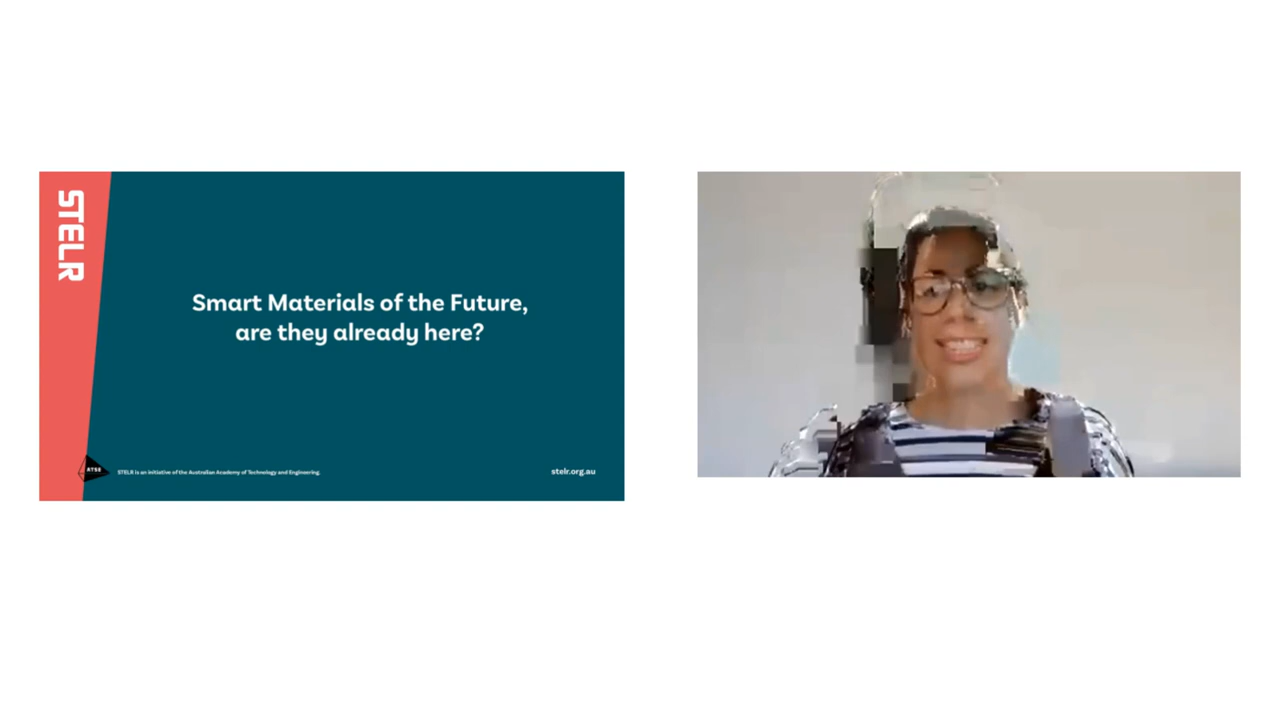 STELR
Smart Materials of the Future,
are they already here?
ATSE
STELR is an initiative of the Australian Academy of Technology and Engineering.
stelr.org.au